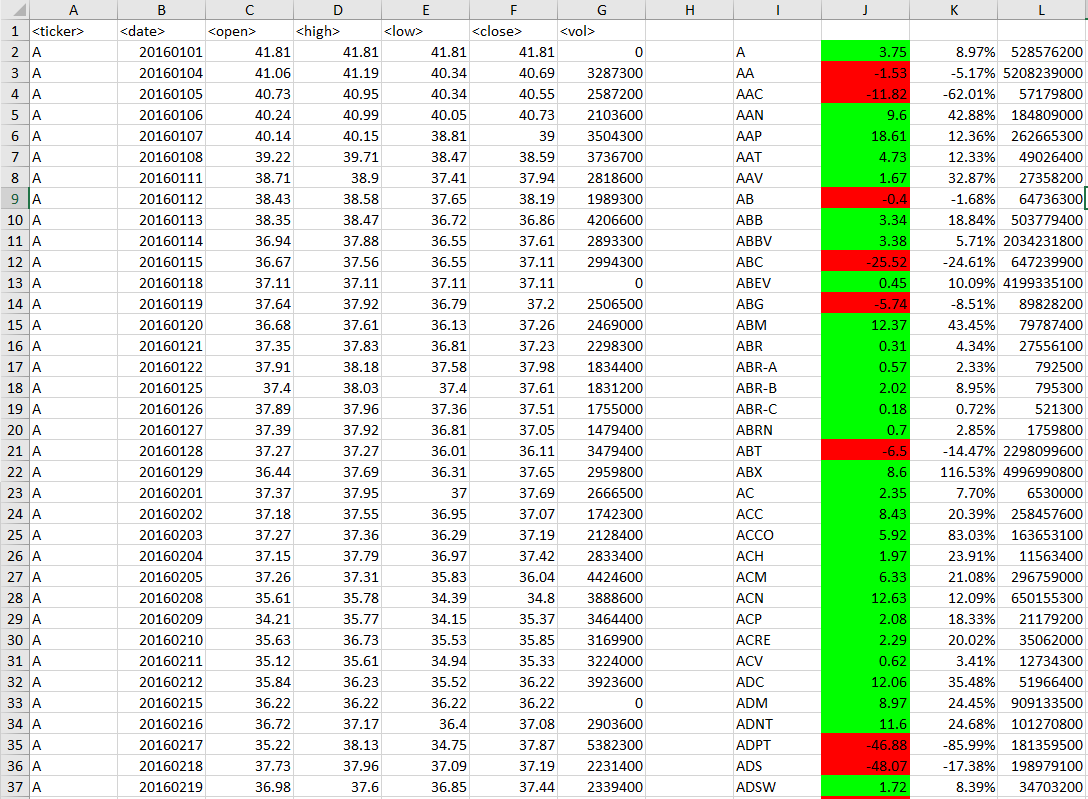 A B C D E F G H I J K L
1 <ticker> <date> <open> <high> <low> <close> <vol>
2 A 20160101 41.81 41.81 41.81 41.81 0 A 3.75 8.97% 528576200
3 A 20160104 41.06 41.19 40.34 40.69 3287300 AA -1.53 -5.17% 5208239000
4 A 20160105 40.73 40.95 40.34 40.55 2587200 AAC -11.82 -62.01% 57179800
5 A 20160106 40.24 40.99 40.05 40.73 2103600 AAN 9.6 42.88% 184809000
6 A 20160107 40.14 40.15 38.81 39 3504300 AAP 18.61 12.36% 262665300
7 A 20160108 39.22 39.71 38.47 38.59 3736700 AAT 4.73 12.33% 49026400
8 A 20160111 38.71 38.9 37.41 37.94 2818600 AAV 1.67 32.87% 27358200
9 A 20160112 38.43 38.58 37.65 38.19 1989300 AB -0.4 -1.68% 64736300
10 A 20160113 38.35 38.47 36.72 36.86 4206600 ABB 3.34 18.84% 503779400
11 A 20160114 36.94 37.88 36.55 37.61 2893300 ABBV 3.38 5.71% 2034231800
12 A 20160115 36.67 37.56 36.55 37.11 2994300 ABC -25.52 -24.61% 647239900
13 A 20160118 37.11 37.11 37.11 37.11 0 ABEV 0.45 10.09% 4199335100
14 A 20160119 37.64 37.92 36.79 37.2 2506500 ABG -5.74 -8.51% 89828200
15 A 20160120 36.68 37.61 36.13 37.26 2469000 ABM 12.37 43.45% 79787400
16 A 20160121 37.35 37.83 36.81 37.23 2298300 ABR 0.31 4.34% 27556100
17 A 20160122 37.91 38.18 37.58 37.98 1834400 ABR-A 0.57 2.33% 792500
18 A 20160125 37.4 38.03 37.4 37.61 1831200 ABR-B 2.02 8.95% 795300
19 A 20160126 37.89 37.96 37.36 37.51 1755000 ABR-C 0.18 0.72% 521300
20 A 20160127 37.39 37.92 36.81 37.05 1479400 ABRN 0.7 2.85% 1759800
21 A 20160128 37.27 37.27 36.01 36.11 3479400 ABT -6.5 -14.47% 2298099600
22 A 20160129 36.44 37.69 36.31 37.65 2959800 ABX 8.6 116.53% 4996990800
23 A 20160201 37.37 37.95 37 37.69 2666500 AC 2.35 7.70% 6530000
24 A 20160202 37.18 37.55 36.95 37.07 1742300 ACC 8.43 20.39% 258457600
25 A 20160203 37.27 37.36 36.29 37.19 2128400 ACCO 5.92 83.03% 163653100
26 A 20160204 37.15 37.79 36.97 37.42 2833400 ACH 1.97 23.91% 11563400
27 A 20160205 37.26 37.31 35.83 36.04 4424600 ACM 6.33 21.08% 296759000
28 A 20160208 35.61 35.78 34.39 34.8 3888600 ACN 12.63 12.09% 650155300
29 A 20160209 34.21 35.77 34.15 35.37 3464400 ACP 2.08 18.33% 21179200
30 A 20160210 35.63 36.73 35.53 35.85 3169900 ACRE 2.29 20.02% 35062000
31 A 20160211 35.12 35.61 34.94 35.33 3224000 ACV 0.62 3.41% 12734300
32 A 20160212 35.84 36.23 35.52 36.22 3923600 ADC 12.06 35.48% 51966400
33 A 20160215 36.22 36.22 36.22 36.22 0 ADM 8.97 24.45% 909133500
34 A 20160216 36.72 37.17 36.4 37.08 2903600 ADNT 11.6 24.68% 101270800
35 A 20160217 35.22 38.13 34.75 37.87 5382300 ADPT -46.88 -85.99% 181359500
36 A 20160218 37.73 37.96 37.09 37.19 2231400 ADS -48.07 -17.38% 198979100
37 A 20160219 36.98 37.6 36.85 37.44 2339400 ADSW 1.72 8.39% 34703200